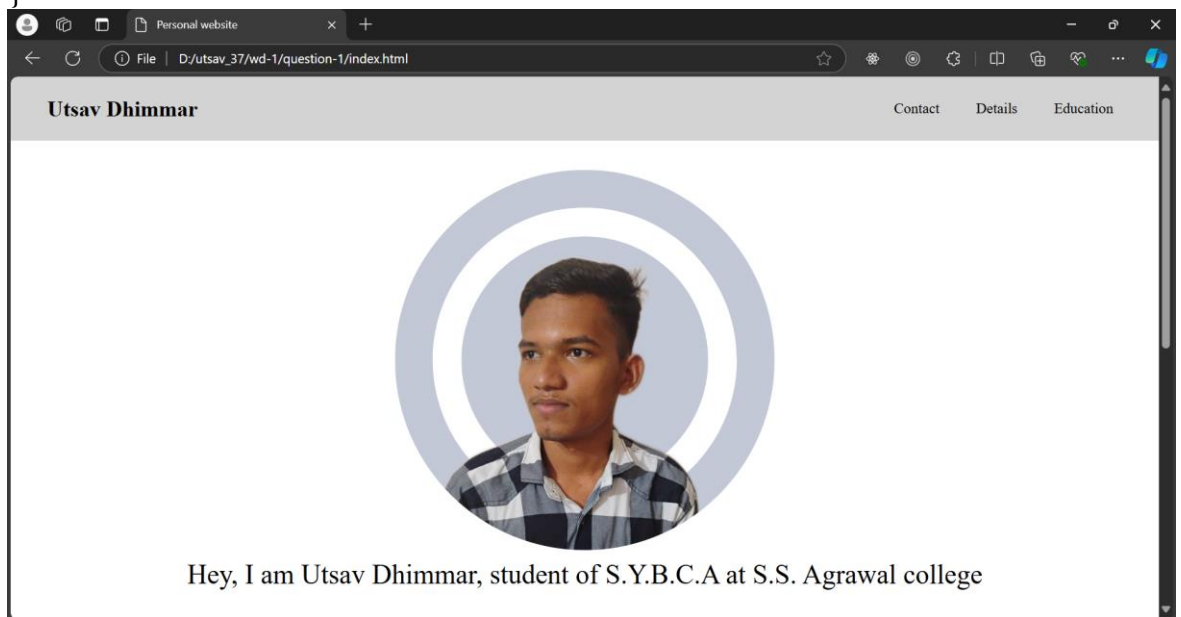 Personal website
File | D:/utsav_37/wd-1/question-1/index.html
Utsav Dhimmar Contact Details Education
Hey, I am Utsav Dhimmar, student of S.Y.B.C.A at S.S. Agrawal college